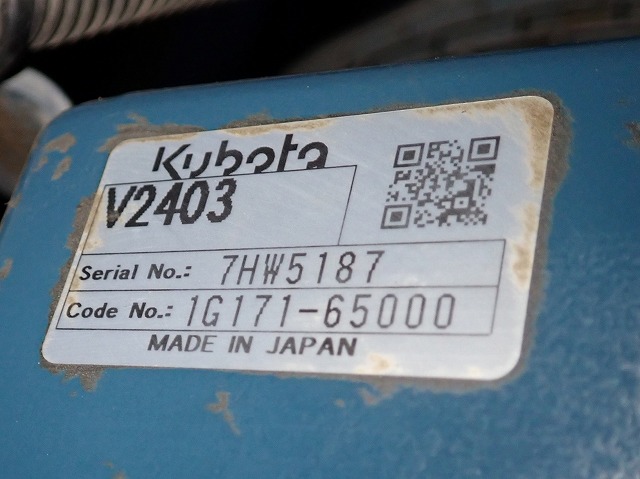 Kubota
V2403
Serial No.: 7HW5187
Code No.: 1G171-65000
MADE IN JAPAN